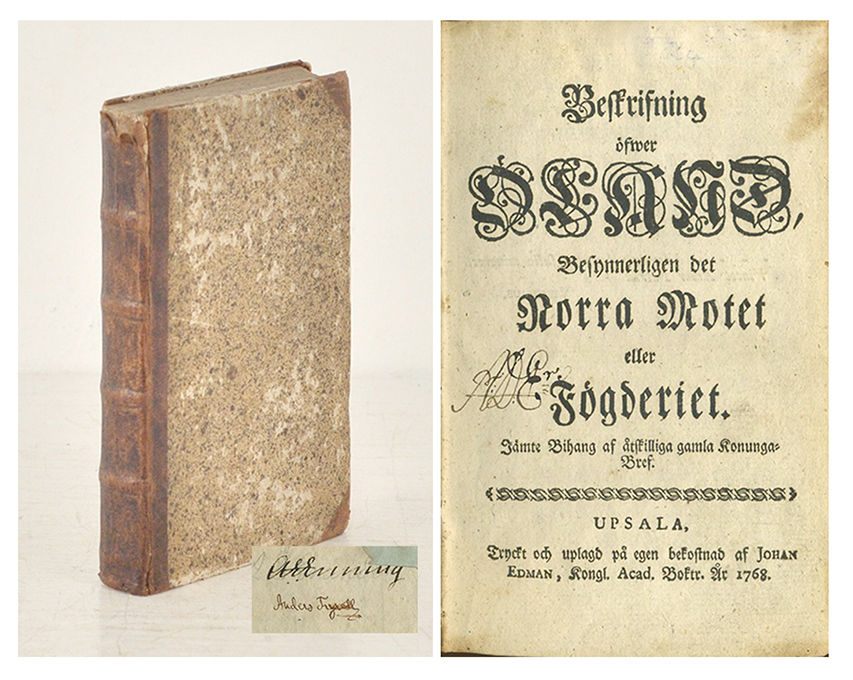 Anders
Beskrifning
öfwer
ÖLAND,
Besynnerligen det
Norra Motet
eller
Fögderiet.
Jämte Bihang af åtskilliga gamla Konunga-
Bref.
UPSALA,
Tryckt och uplagd på egen bekostnad af JOHAN
EDMAN, Kongl. Acad. Boktr. År 1768.